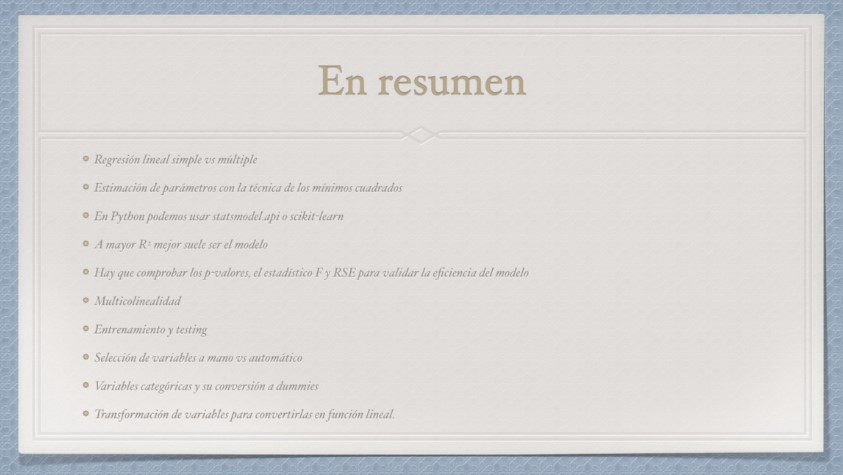 En resumen
Regresión lineal simple vs múltiple
Estimación de parámetros con la técnica de los mínimos cuadrados
En Python podemos usar statsmodel.api o scikit-learn
A mayor R² mejor suele ser el modelo
Hay que comprobar los p-valores, el estadístico F y RSE para validar la eficiencia del modelo
Multicolinealidad
Entrenamiento y testing
Selección de variables a mano vs automático
Variables categóricas y su conversión a dummies
Transformación de variables para convertirlas en función lineal.